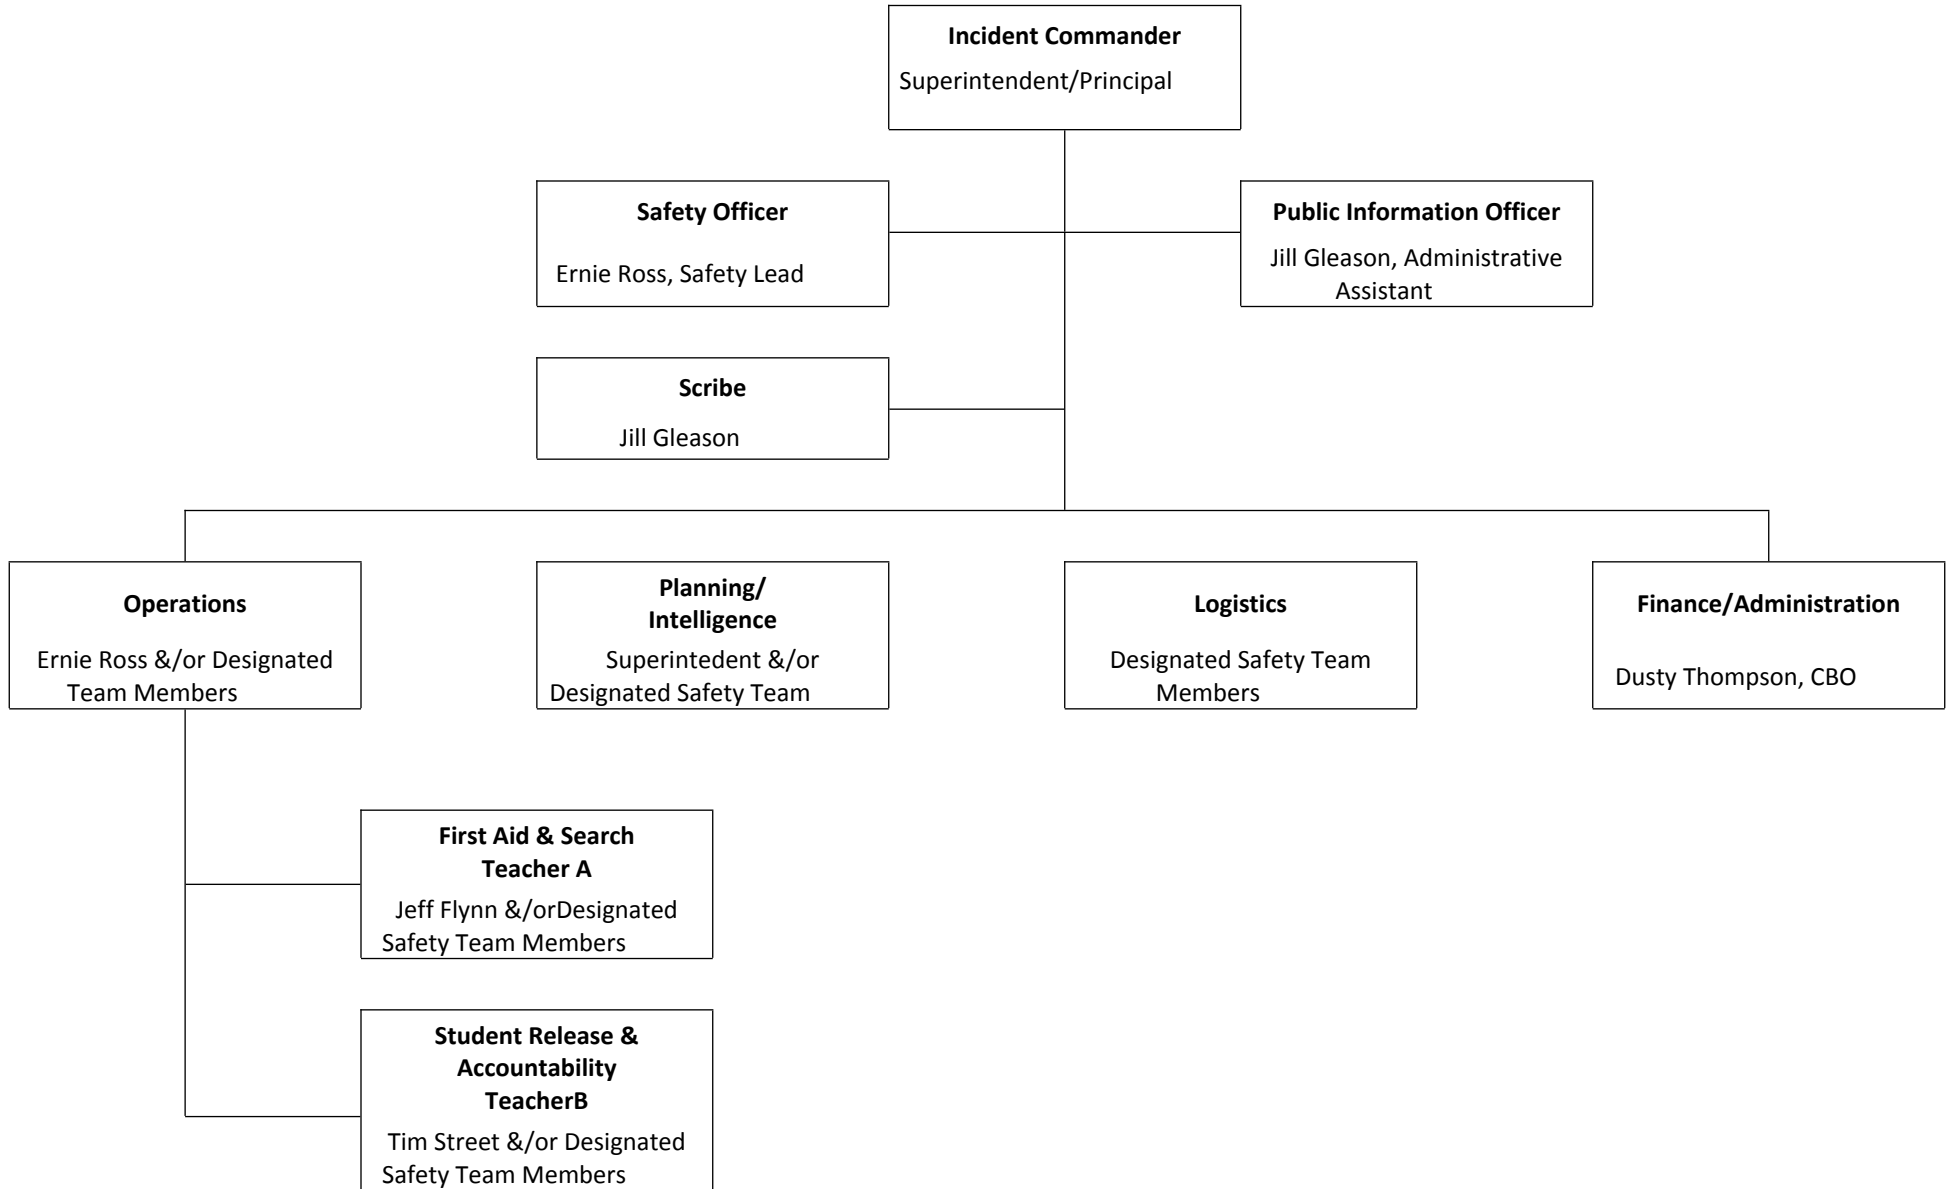 Incident Commander
Superintendent/Principal
Safety Officer
Ernie Ross, Safety Lead
Public Information Officer
Jill Gleason, Administrative
Assistant
Scribe
Jill Gleason
Operations
Ernie Ross &/or Designated
Team Members
Planning/
Intelligence
Superintedent &/or
Designated Safety Team
Logistics
Designated Safety Team
Members
Finance/Administration
Dusty Thompson, CBO
First Aid & Search
Teacher A
Jeff Flynn &/orDesignated
Safety Team Members
Student Release &
Accountability
TeacherB
Tim Street &/or Designated
Safety Team Members